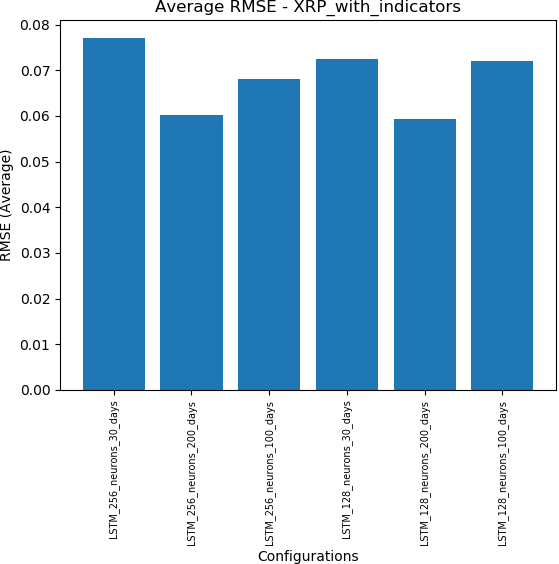 Average RMSE - XRP_with_indicators
RMSE (Average)
0.08
0.07
0.06
0.05
0.04
0.03
0.02
0.01
0.00
LSTM_256_neurons_30_days
LSTM_256_neurons_200_days
LSTM_256_neurons_100_days
LSTM_128_neurons_30_days
LSTM_128_neurons_200_days
LSTM_128_neurons_100_days
Configurations